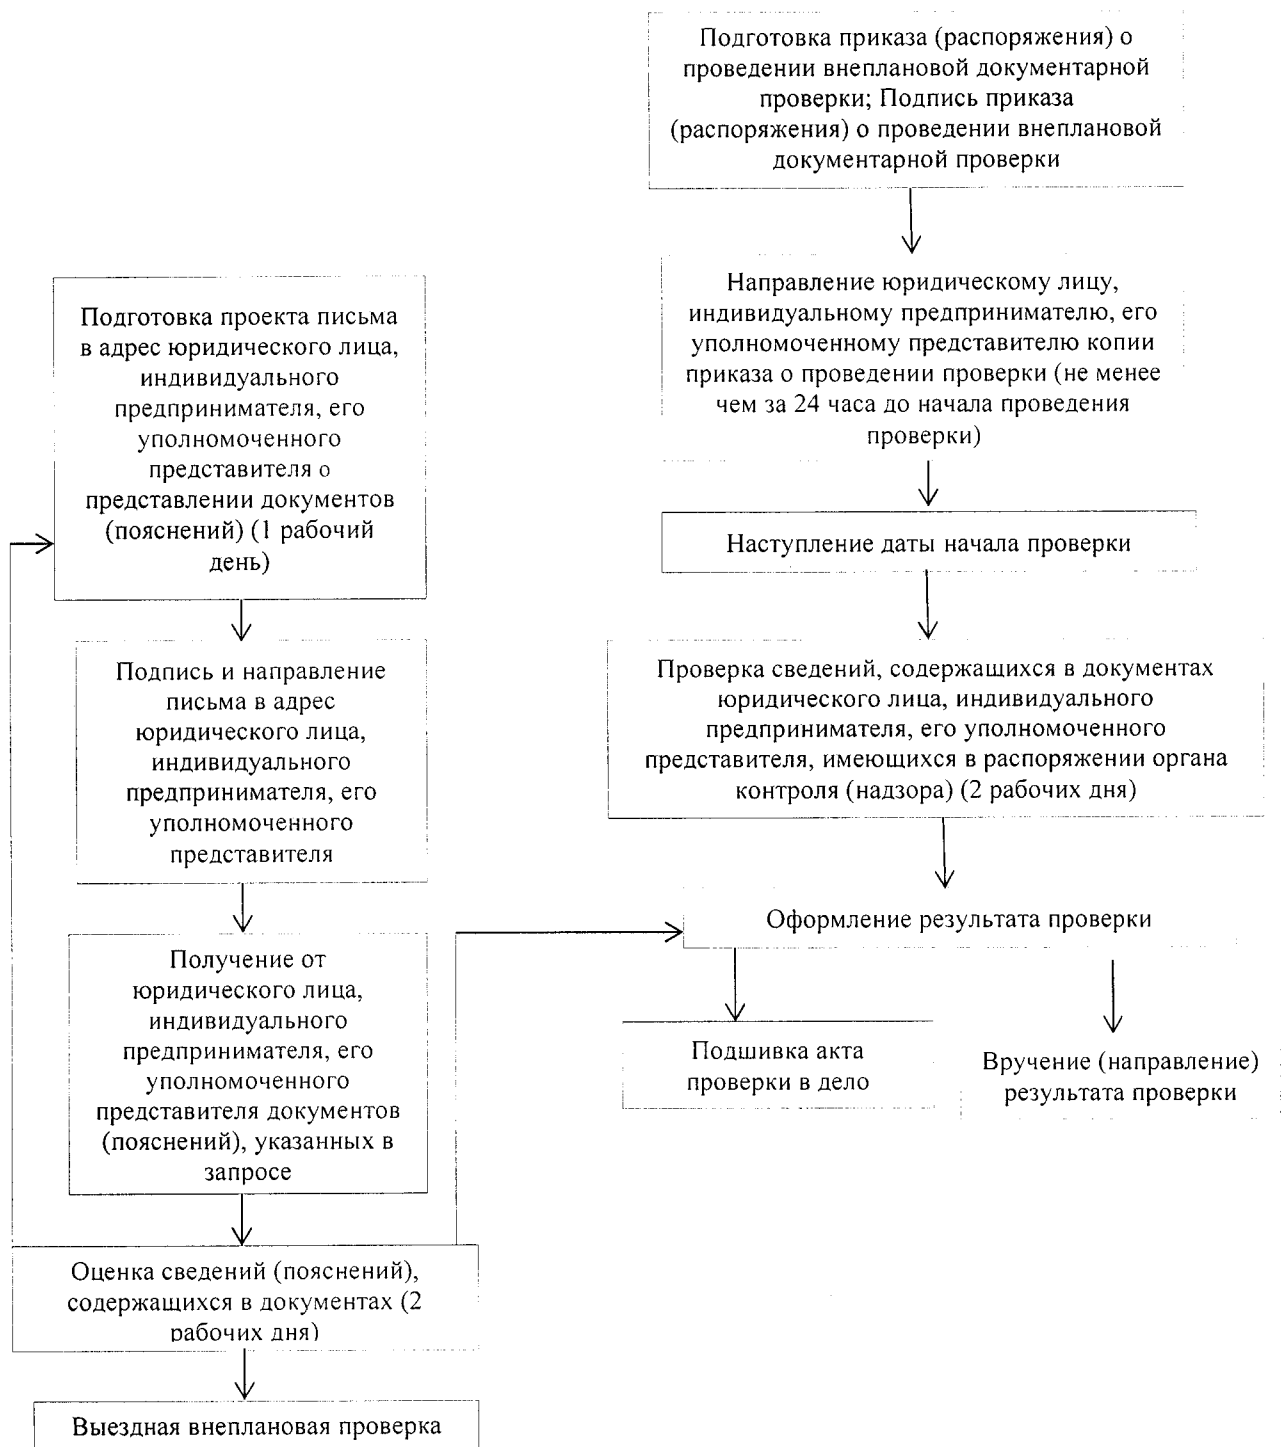 Подготовка приказа (распоряжения) о
проведении внеплановой документарной
проверки; Подпись приказа
(распоряжения) о проведении внеплановой
документарной проверки
Направление юридическому лицу,
индивидуальному предпринимателю, его
уполномоченному представителю копии
приказа о проведении проверки (не менее
чем за 24 часа до начала проведения
проверки)
Наступление даты начала проверки
Проверка сведений, содержащихся в документах
юридического лица, индивидуального
предпринимателя, его уполномоченного
представителя, имеющихся в распоряжении органа
контроля (надзора) (2 рабочих дня)
Оформление результата проверки
Подшивка акта
проверки в дело
Вручение (направление)
результата проверки
Подготовка проекта письма
в адрес юридического лица,
индивидуального
предпринимателя, его
уполномоченного
представителя о
представлении документов
(пояснений) (1 рабочий
день)
Подпись и направление
письма в адрес
юридического лица,
индивидуального
предпринимателя, его
уполномоченного
представителя
Получение от
юридического лица,
индивидуального
предпринимателя, его
уполномоченного
представителя документов
(пояснений), указанных в
запросе
Оценка сведений (пояснений),
содержащихся в документах (2
рабочих дня)
Выездная внеплановая проверка